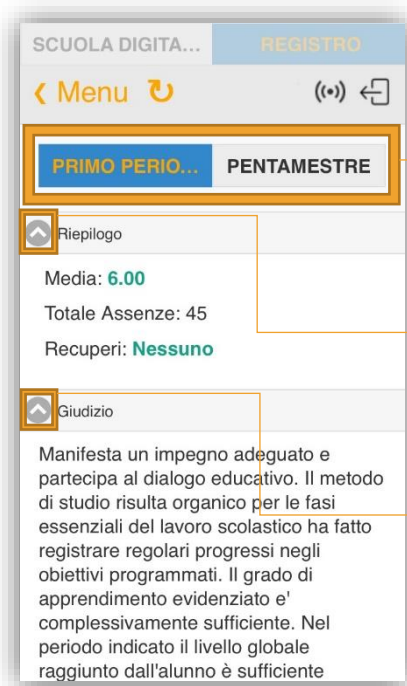 SCUOLA DIGITA... REGISTRO
Menu
PRIMO PERIO... PENTAMESTRE
Riepilogo
Media: 6.00
Totale Assenze: 45
Recuperi: Nessuno
Giudizio
Manifesta un impegno adeguato e
partecipa al dialogo educativo. Il metodo
di studio risulta organico per le fasi
essenziali del lavoro scolastico ha fatto
registrare regolari progressi negli
obiettivi programmati. Il grado di
apprendimento evidenziato e'
complessivamente sufficiente. Nel
periodo indicato il livello globale
raggiunto dall'alunno è sufficiente